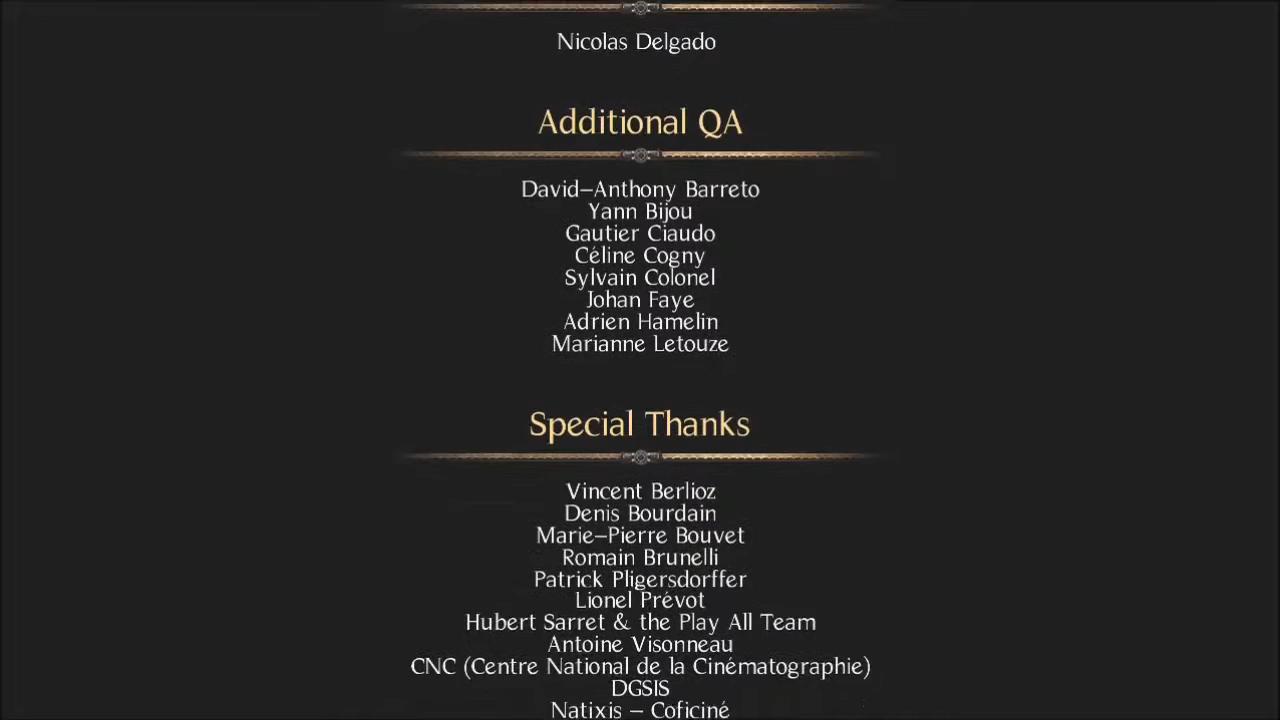 Nicolas Delgado
Additional QA
David-Anthony Barreto
Yann Bijou
Gautier Ciaudo
Céline Cogny
Sylvain Colonel
Johan Faye
Adrien Hamelin
Marianne Letouze
Special Thanks
Vincent Berlioz
Denis Bourdain
Marie-Pierre Bouvet
Romain Brunelli
Patrick Pligersdorffer
Lionel Prévot
Hubert Sarret & the Play All Team
Antoine Visonneau
CNC (Centre National de la Cinématographie)
DGSIS
Natixis - Coficiné